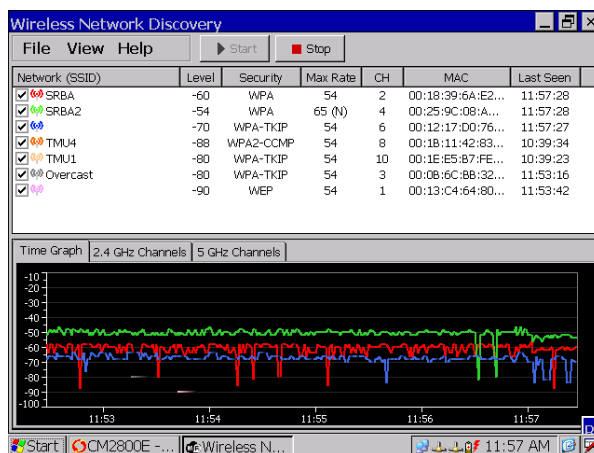 Wireless Network Discovery
File View Help Start Stop
Network (SSID) Level Security Max Rate CH MAC Last Seen
SRBA -60 WPA 54 2 00:18:39:6A:E2... 11:57:28
SRBA2 -54 WPA 65 (N) 4 00:25:9C:08:A... 11:57:28
-70 WPA-TKIP 54 6 00:12:17:D0:76... 11:57:27
TMU4 -88 WPA2-CCMP 54 8 00:1B:11:42:83... 10:39:34
TMU1 -80 WPA-TKIP 54 10 00:1E:E5:B7:FE... 10:39:23
Overcast -80 WPA-TKIP 54 3 00:0B:6C:BB:32... 11:53:16
-90 WEP 54 1 00:13:C4:64:80... 11:53:42
Time Graph 2.4 GHz Channels 5 GHz Channels
-10
-20
-30
-40
-50
-60
-70
-80
-90
-100
11:53 11:54 11:55 11:56 11:57
Start CM2800E -... Wireless N... 11:57 AM